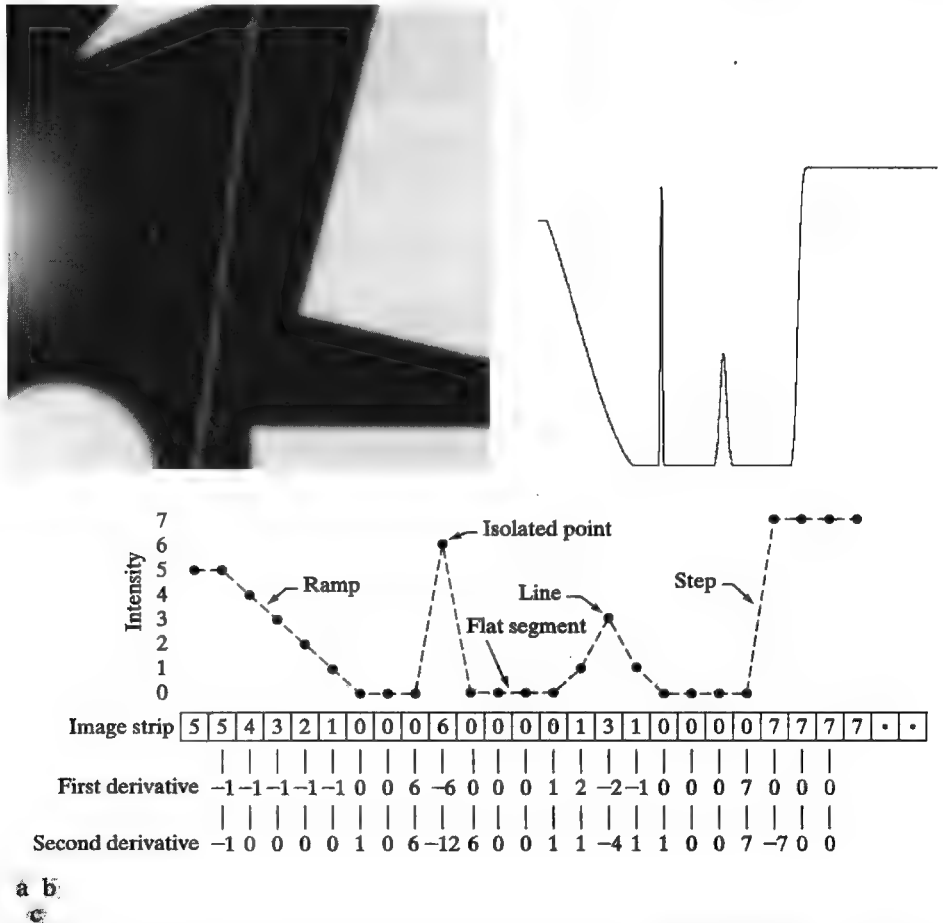 7
Isolated point
6
5
Ramp
Line
Step
4
3
Flat segment
2
1
0
Intensity
Image strip 5 5 4 3 2 1 0 0 0 6 0 0 0 0 1 3 1 0 0 0 0 7 7 7 7 · ·
First derivative −1 −1 −1 −1 −1 0 0 6 −6 0 0 0 1 2 −2 −1 0 0 0 7 0 0 0
Second derivative −1 0 0 0 0 1 0 6 −12 6 0 0 1 1 −4 1 1 0 0 7 −7 0 0
a b
c